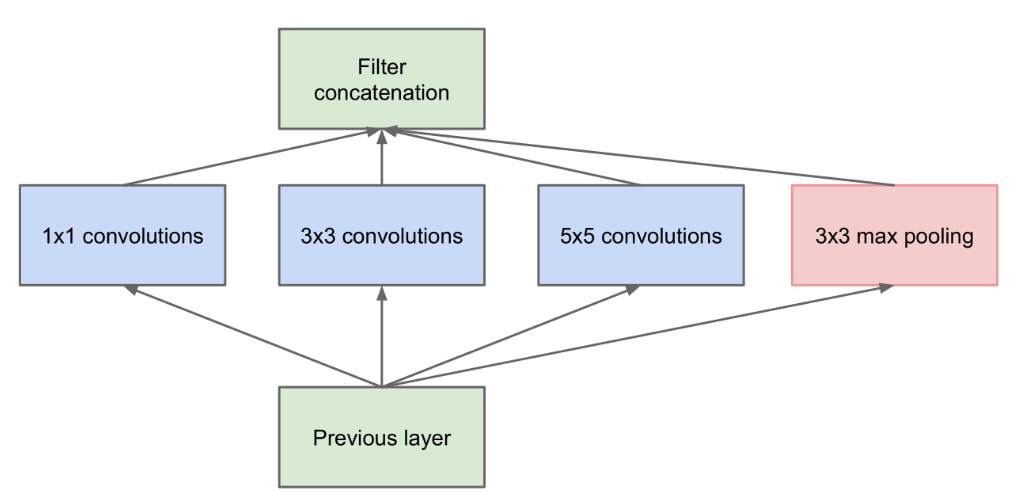 Filter
concatenation
1x1 convolutions
3x3 convolutions
5x5 convolutions
3x3 max pooling
Previous layer